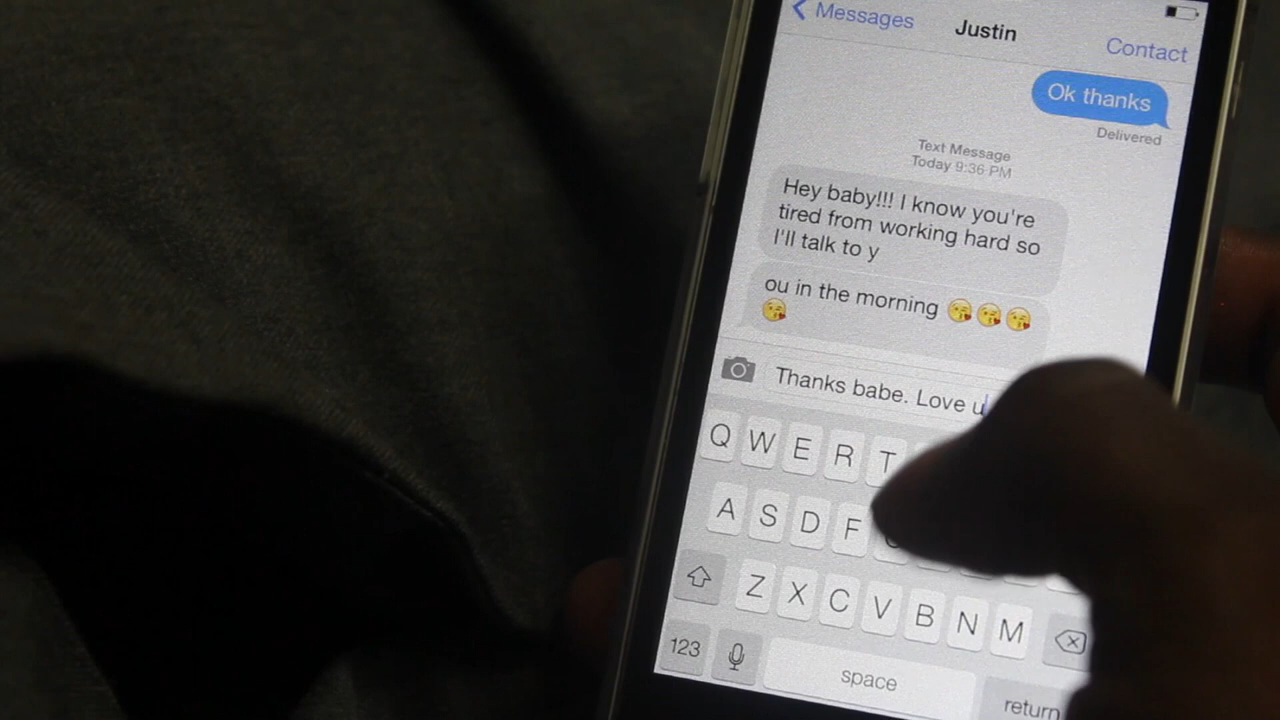 Messages
Justin
Contact
Ok thanks
Delivered
Text Message
Today 9:36 PM
Hey baby!!! I know you're
tired from working hard so
I'll talk to y
ou in the morning 😘😘😘
😘
Thanks babe. Love u
Q W E R T
A S D F
Z X C V B N M
123
space
return